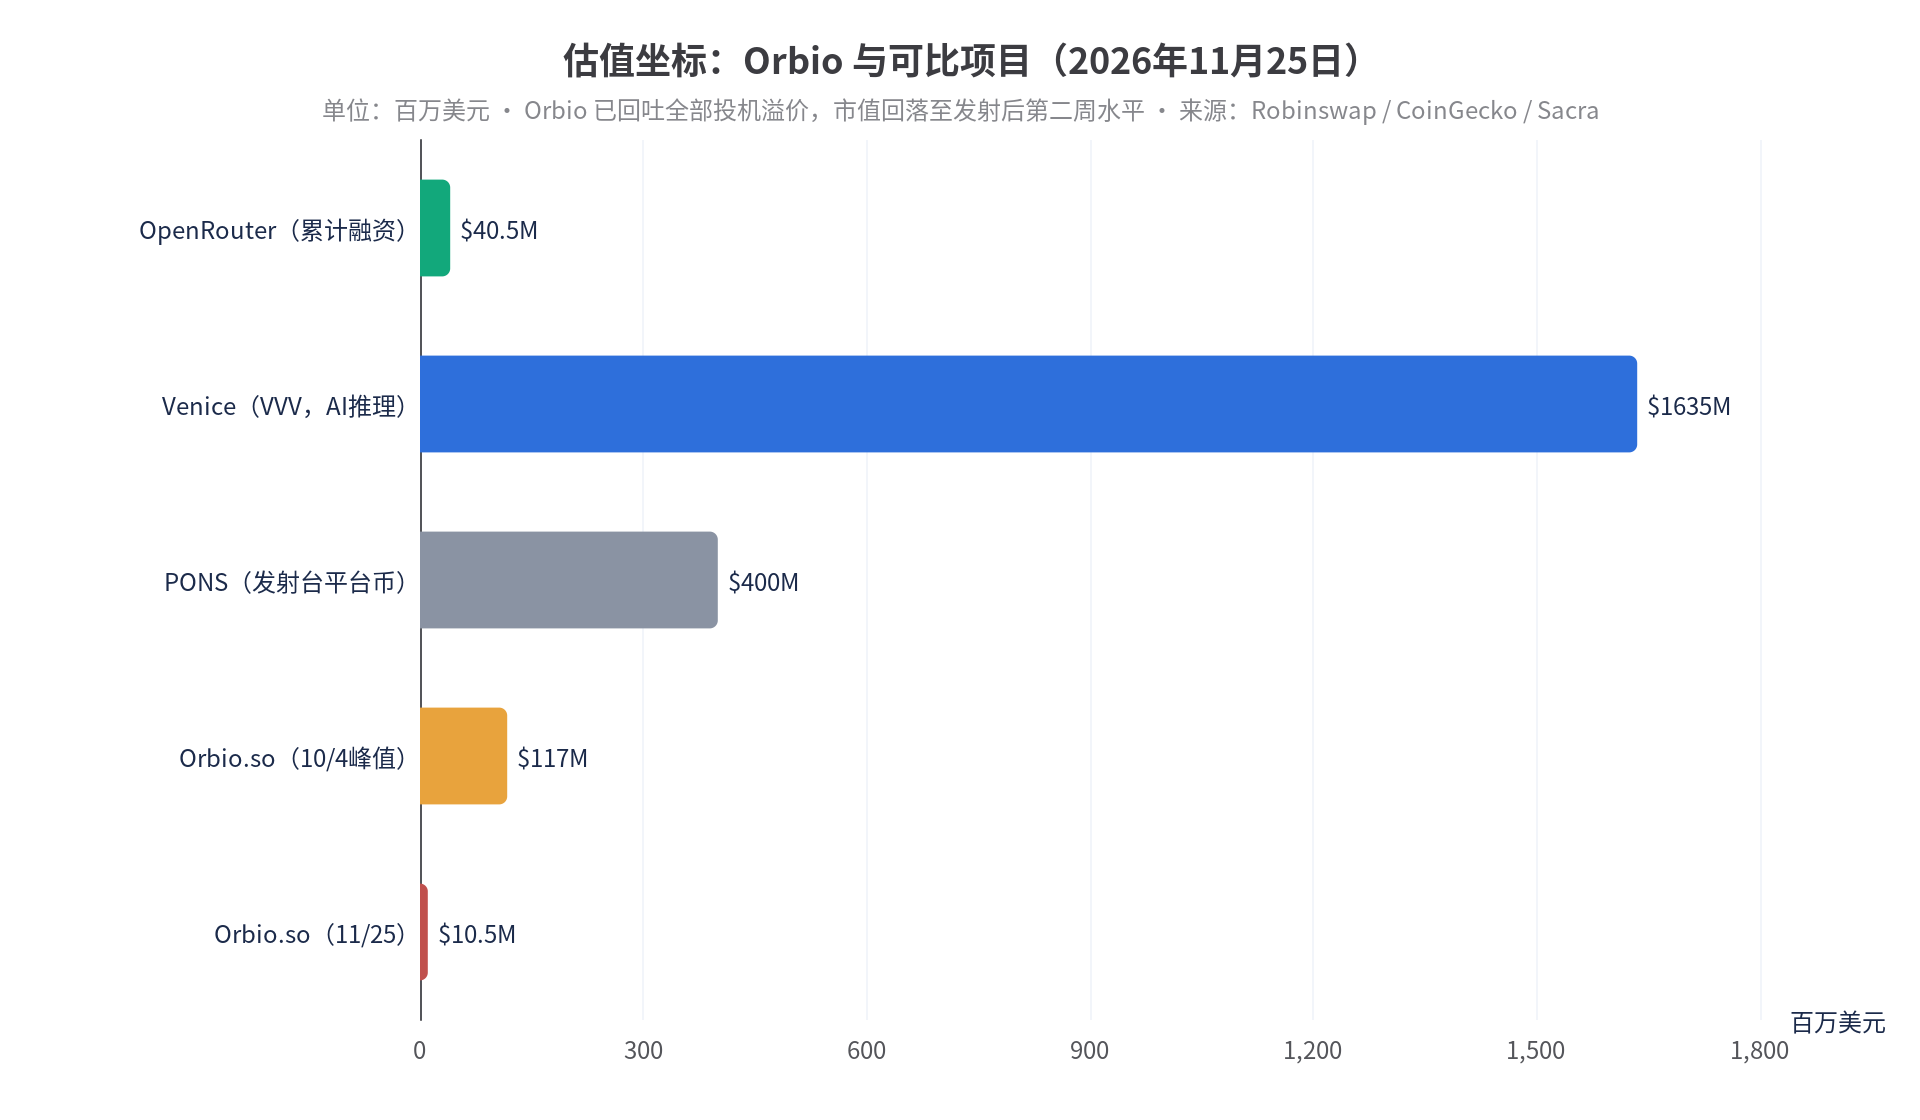 估值坐标：Orbio 与可比项目（2026年11月25日）
单位：百万美元 · Orbio 已回吐全部投机溢价，市值回落至发射后第二周水平 · 来源：Robinswap / CoinGecko / Sacra
OpenRouter（累计融资） $40.5M
Venice（VVV，AI推理） $1635M
PONS（发射台平台币） $400M
Orbio.so（10/4峰值） $117M
Orbio.so（11/25） $10.5M
百万美元
0 300 600 900 1,200 1,500 1,800